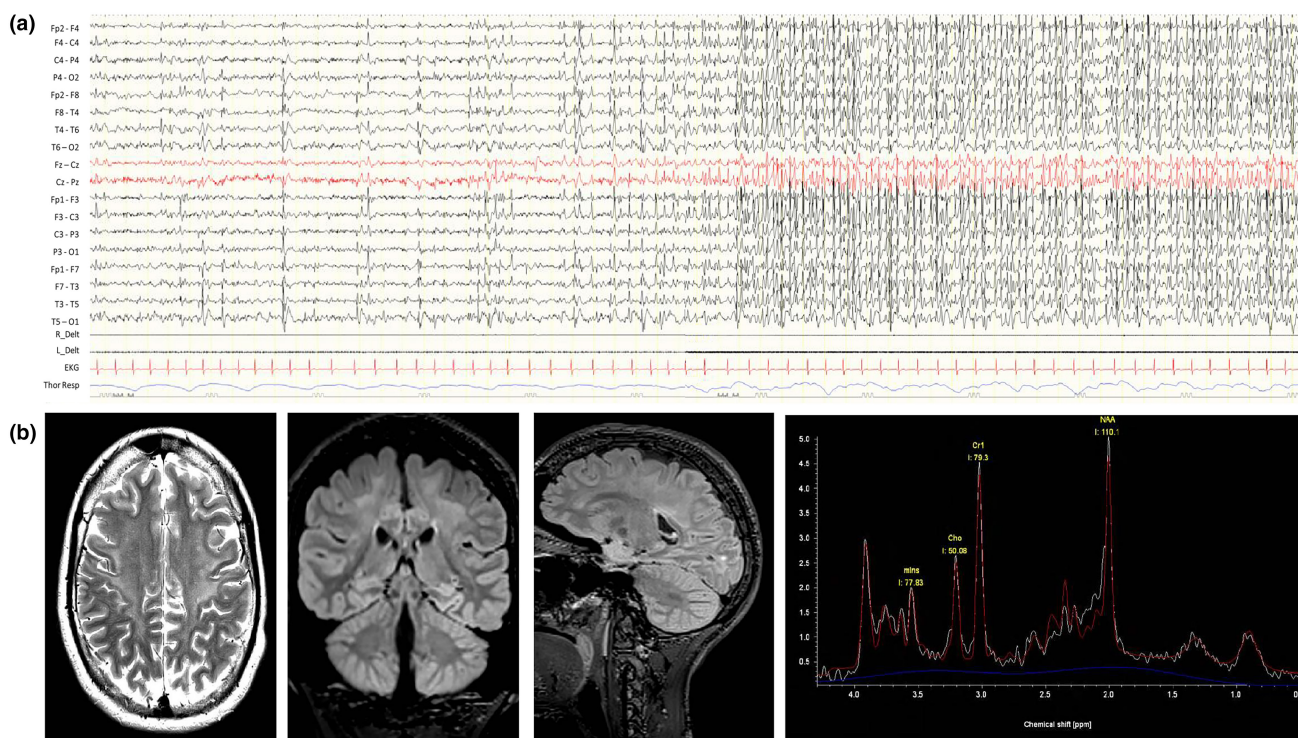 (a)
Fp2 - F4
F4 - C4
C4 - P4
P4 - O2
Fp2 - F8
F8 - T4
T4 - T6
T6 – O2
Fz – Cz
Cz - Pz
Fp1 - F3
F3 - C3
C3 - P3
P3 - O1
Fp1 - F7
F7 - T3
T3 - T5
T5 – O1
R_Delt
L_Delt
EKG
Thor Resp
(b)
NAA
I: 110.1
Cr1
I: 79.3
Cho
I: 50.08
mIns
I: 77.83
5.0
4.5
4.0
3.5
3.0
2.5
2.0
1.5
1.0
0.5
4.0 3.0 2.5 2.0 1.0 0.
Chemical shift [ppm]